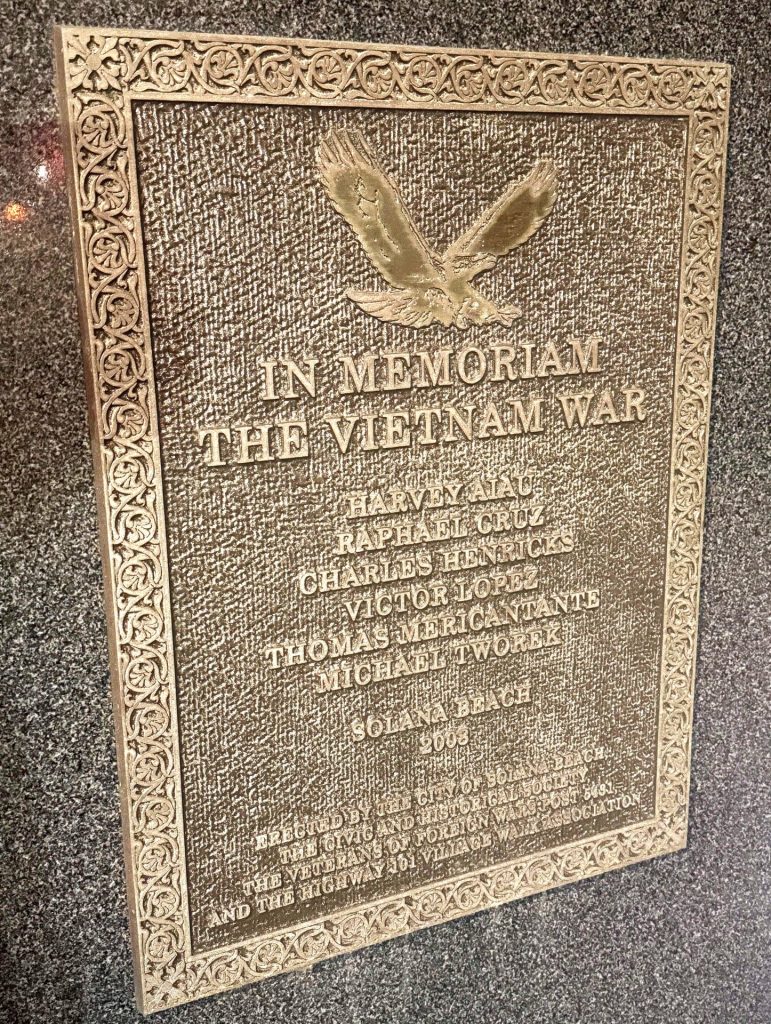 IN MEMORIAM
THE VIETNAM WAR
HARVEY AIAU
RAPHAEL CRUZ
CHARLES HENRICKS
VICTOR LOPEZ
THOMAS MERICANTANTE
MICHAEL TWOREK
SOLANA BEACH
2003
ERECTED BY THE CITY OF SOLANA BEACH
THE CIVIC AND HISTORICAL SOCIETY
THE VETERANS OF FOREIGN WARS POST 5431
AND THE HIGHWAY 101 VILLAGE WALK ASSOCIATION